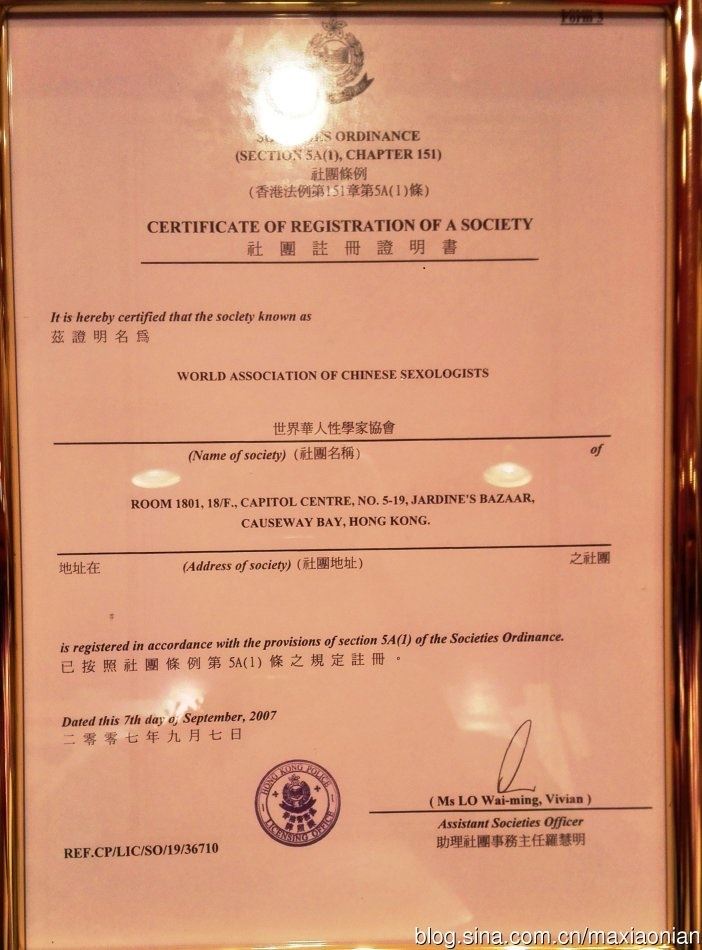 Form 3
ORDINANCE
(SECTION 5A(1), CHAPTER 151)
社團條例
(香港法例第151章第5A(1)條)
CERTIFICATE OF REGISTRATION OF A SOCIETY
社團註冊證明書
It is hereby certified that the society known as
茲證明名為
WORLD ASSOCIATION OF CHINESE SEXOLOGISTS
世界華人性學家協會
(Name of society) (社團名稱) of
ROOM 1801, 18/F., CAPITOL CENTRE, NO. 5-19, JARDINE'S BAZAAR,
CAUSEWAY BAY, HONG KONG.
地址在 (Address of society) (社團地址) 之社團
is registered in accordance with the provisions of section 5A(1) of the Societies Ordinance.
已按照社團條例第 5A(1) 條之規定註冊。
Dated this 7th day of September, 2007
二零零七年九月七日
HONG KONG POLICE
LICENSING OFFICE
( Ms LO Wai-ming, Vivian )
Assistant Societies Officer
助理社團事務主任羅慧明
REF.CP/LIC/SO/19/36710
blog.sina.com.cn/maxiaonian